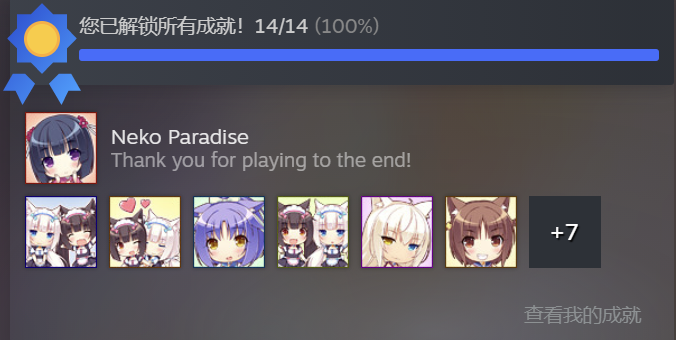 您已解锁所有成就！14/14 (100%)
Neko Paradise
Thank you for playing to the end!
+7
查看我的成就